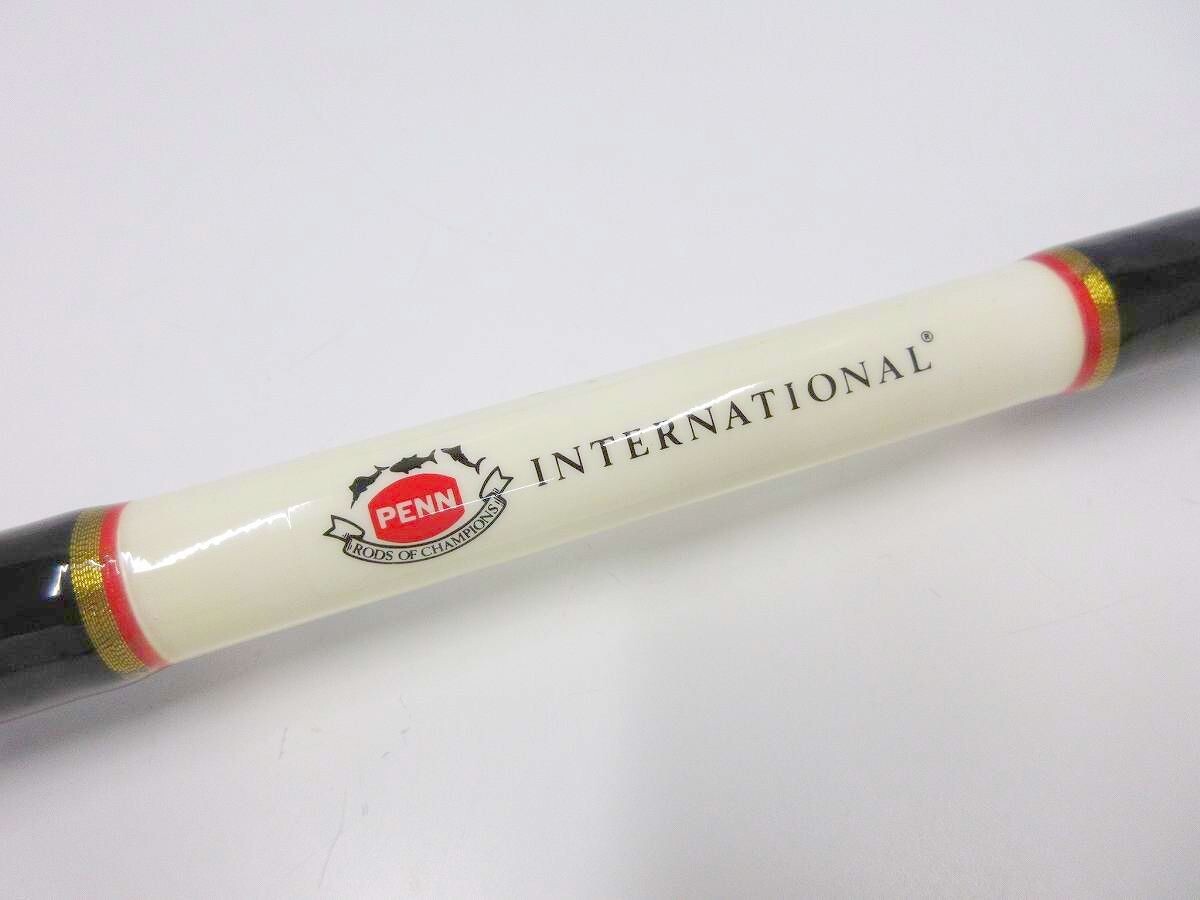 PENN
RODS OF CHAMPIONS
INTERNATIONAL®